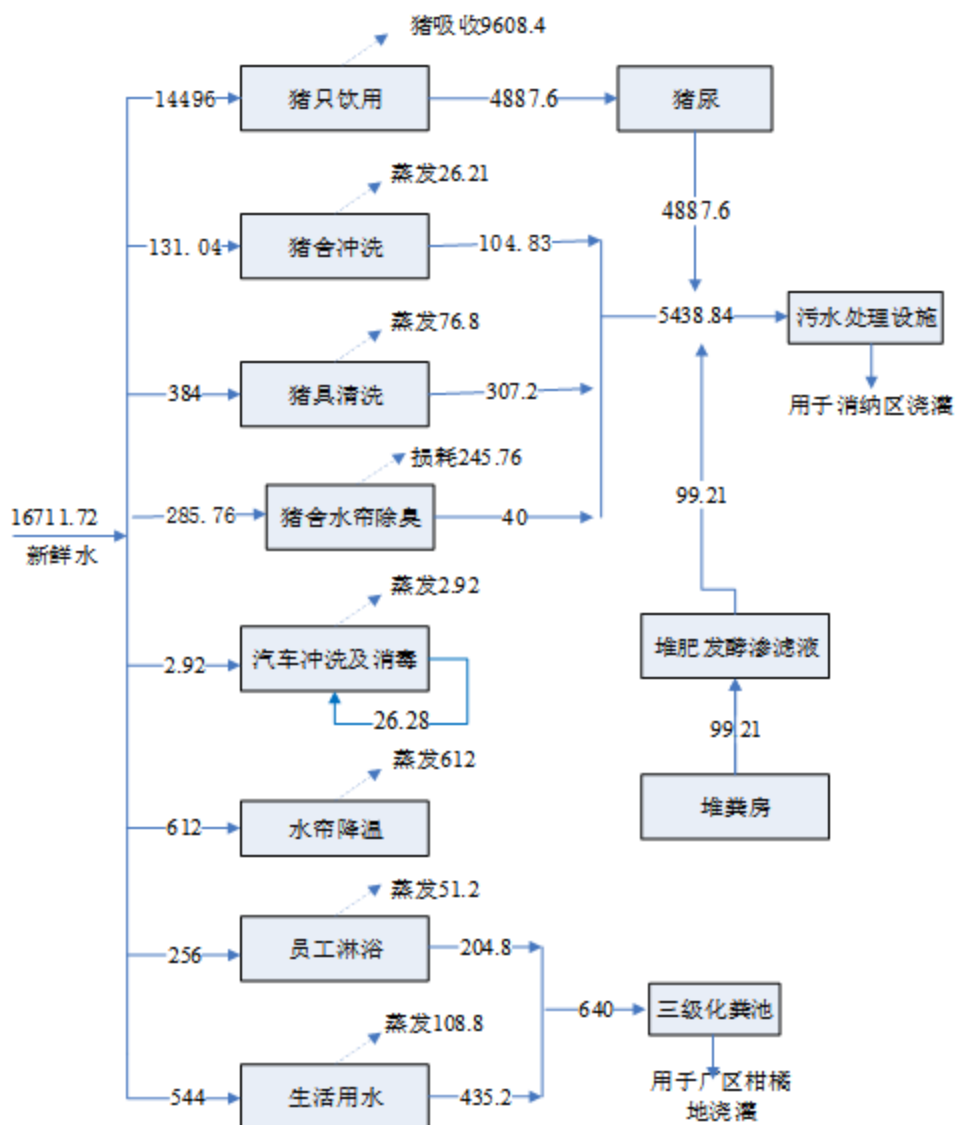 猪吸收9608.4
14496
猪只饮用
4887.6
猪尿
蒸发26.21
4887.6
131.04
猪舍冲洗
104.83
5438.84
污水处理设施
蒸发76.8
384
猪具清洗
307.2
用于消纳区浇灌
损耗245.76
99.21
16711.72
285.76
猪舍水帘除臭
40
新鲜水
蒸发2.92
2.92
汽车冲洗及消毒
堆肥发酵渗滤液
26.28
99.21
蒸发612
612
水帘降温
堆粪房
蒸发51.2
256
员工淋浴
204.8
640
三级化粪池
蒸发108.8
544
生活用水
435.2
用于厂区柑橘
地浇灌